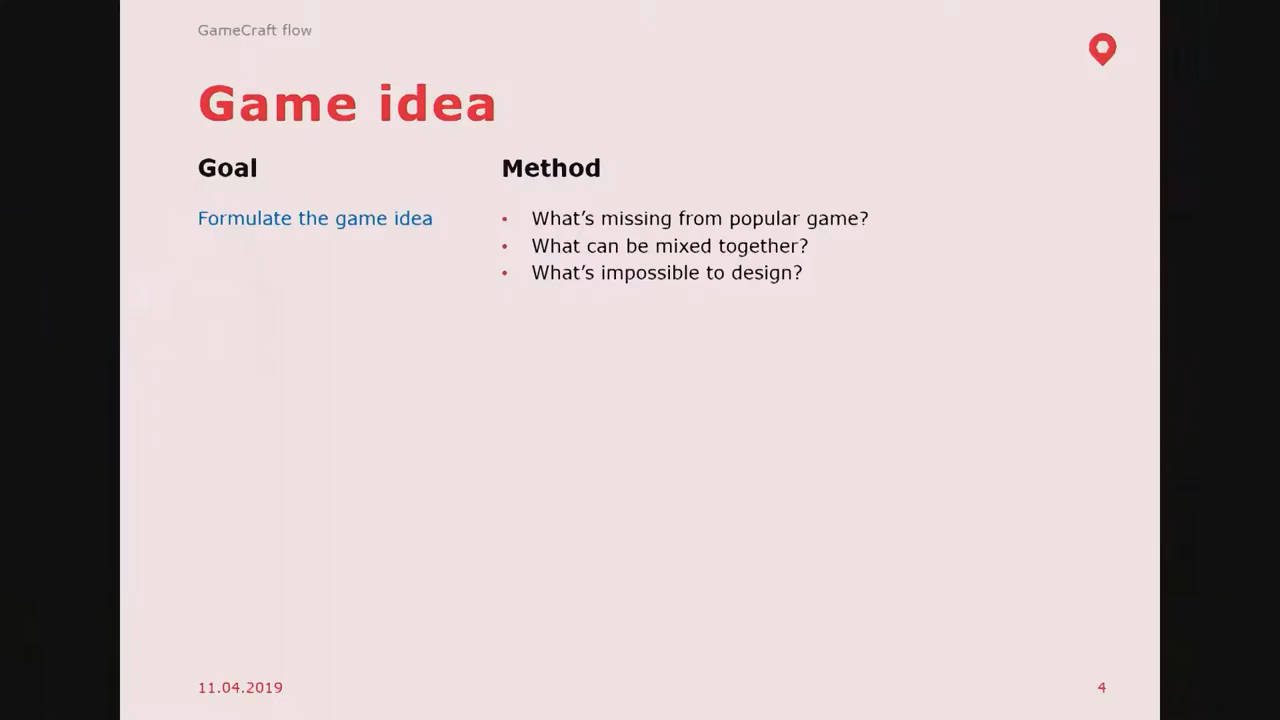 GameCraft flow
Game idea
Goal
Formulate the game idea
Method
• What’s missing from popular game?
• What can be mixed together?
• What’s impossible to design?
11.04.2019
4